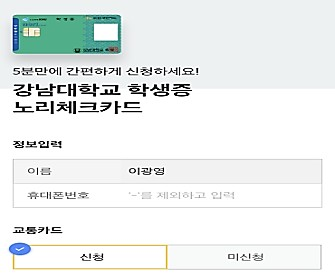 학생증
5분만에 간편하게 신청하세요!
강남대학교 학생증
노리체크카드
정보입력
이름 이광영
휴대폰번호 '-'를 제외하고 입력
교통카드
신청 미신청